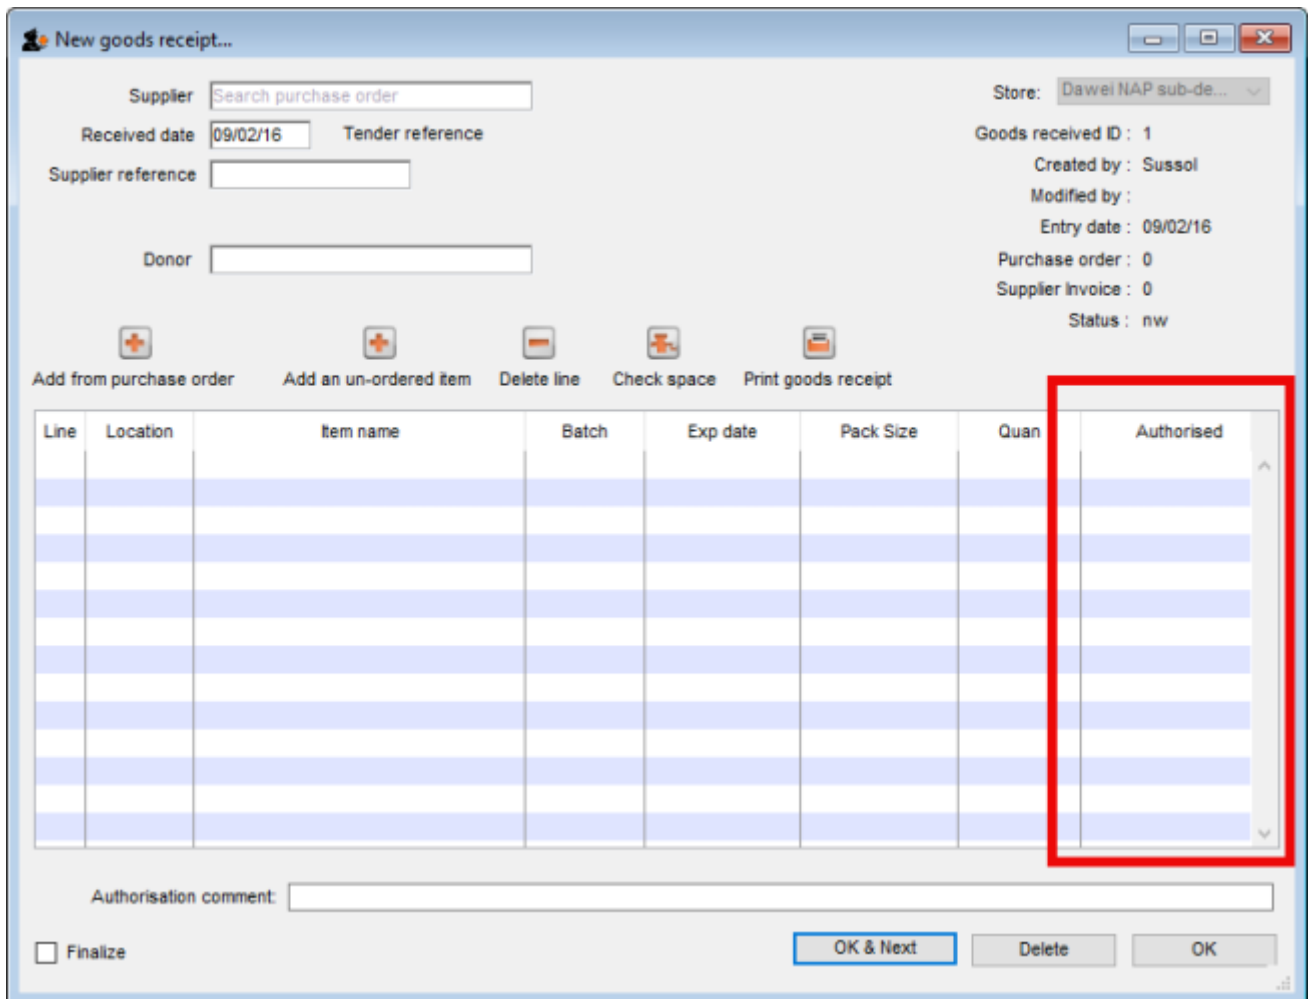 New goods receipt...
Supplier Search purchase order
Store: Dawei NAP sub-de...
Received date 09/02/16 Tender reference
Goods received ID : 1
Supplier reference
Created by : Sussol
Modified by :
Entry date : 09/02/16
Donor
Purchase order : 0
Supplier Invoice : 0
Status : nw
Add from purchase order Add an un-ordered item Delete line Check space Print goods receipt
Line Location Item name Batch Exp date Pack Size Quan Authorised
Authorisation comment:
Finalize OK & Next Delete OK